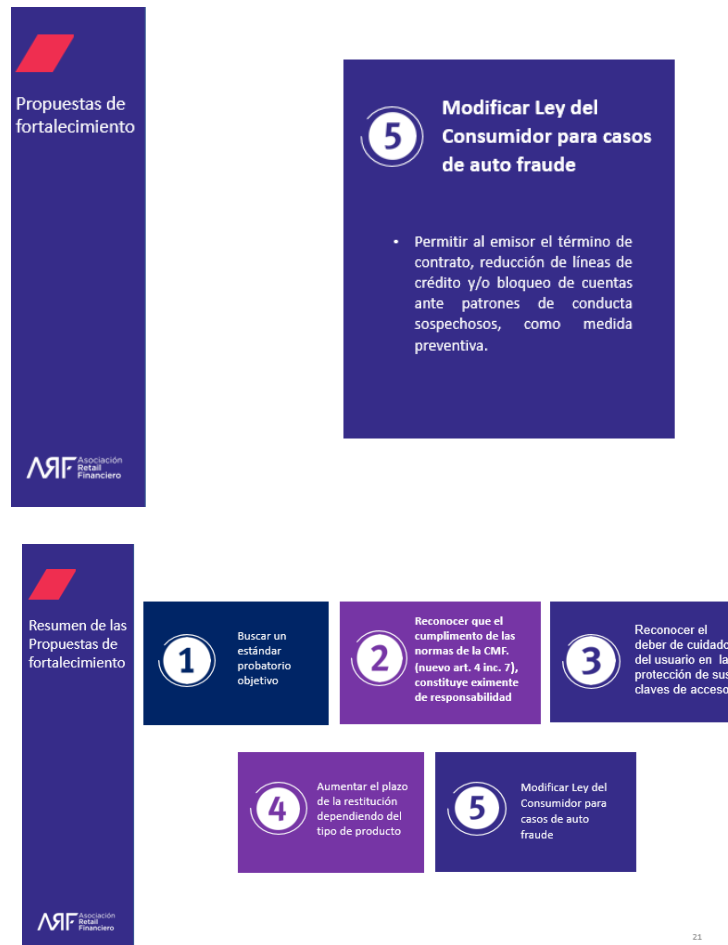 Propuestas de
fortalecimiento
5
Modificar Ley del
Consumidor para casos
de auto fraude
• Permitir al emisor el término de
contrato, reducción de líneas de
crédito y/o bloqueo de cuentas
ante patrones de conducta
sospechosos, como medida
preventiva.
ARF Asociación
Retail
Financiero
Resumen de las
Propuestas de
fortalecimiento
1
Buscar un
estándar
probatorio
objetivo
2
Reconocer que el
cumplimento de las
normas de la CMF.
(nuevo art. 4 inc. 7),
constituye eximente
de responsabilidad
3
Reconocer el
deber de cuidado
del usuario en la
protección de sus
claves de acceso
4
Aumentar el plazo
de la restitución
dependiendo del
tipo de producto
5
Modificar Ley del
Consumidor para
casos de auto
fraude
ARF Asociación
Retail
Financiero
21